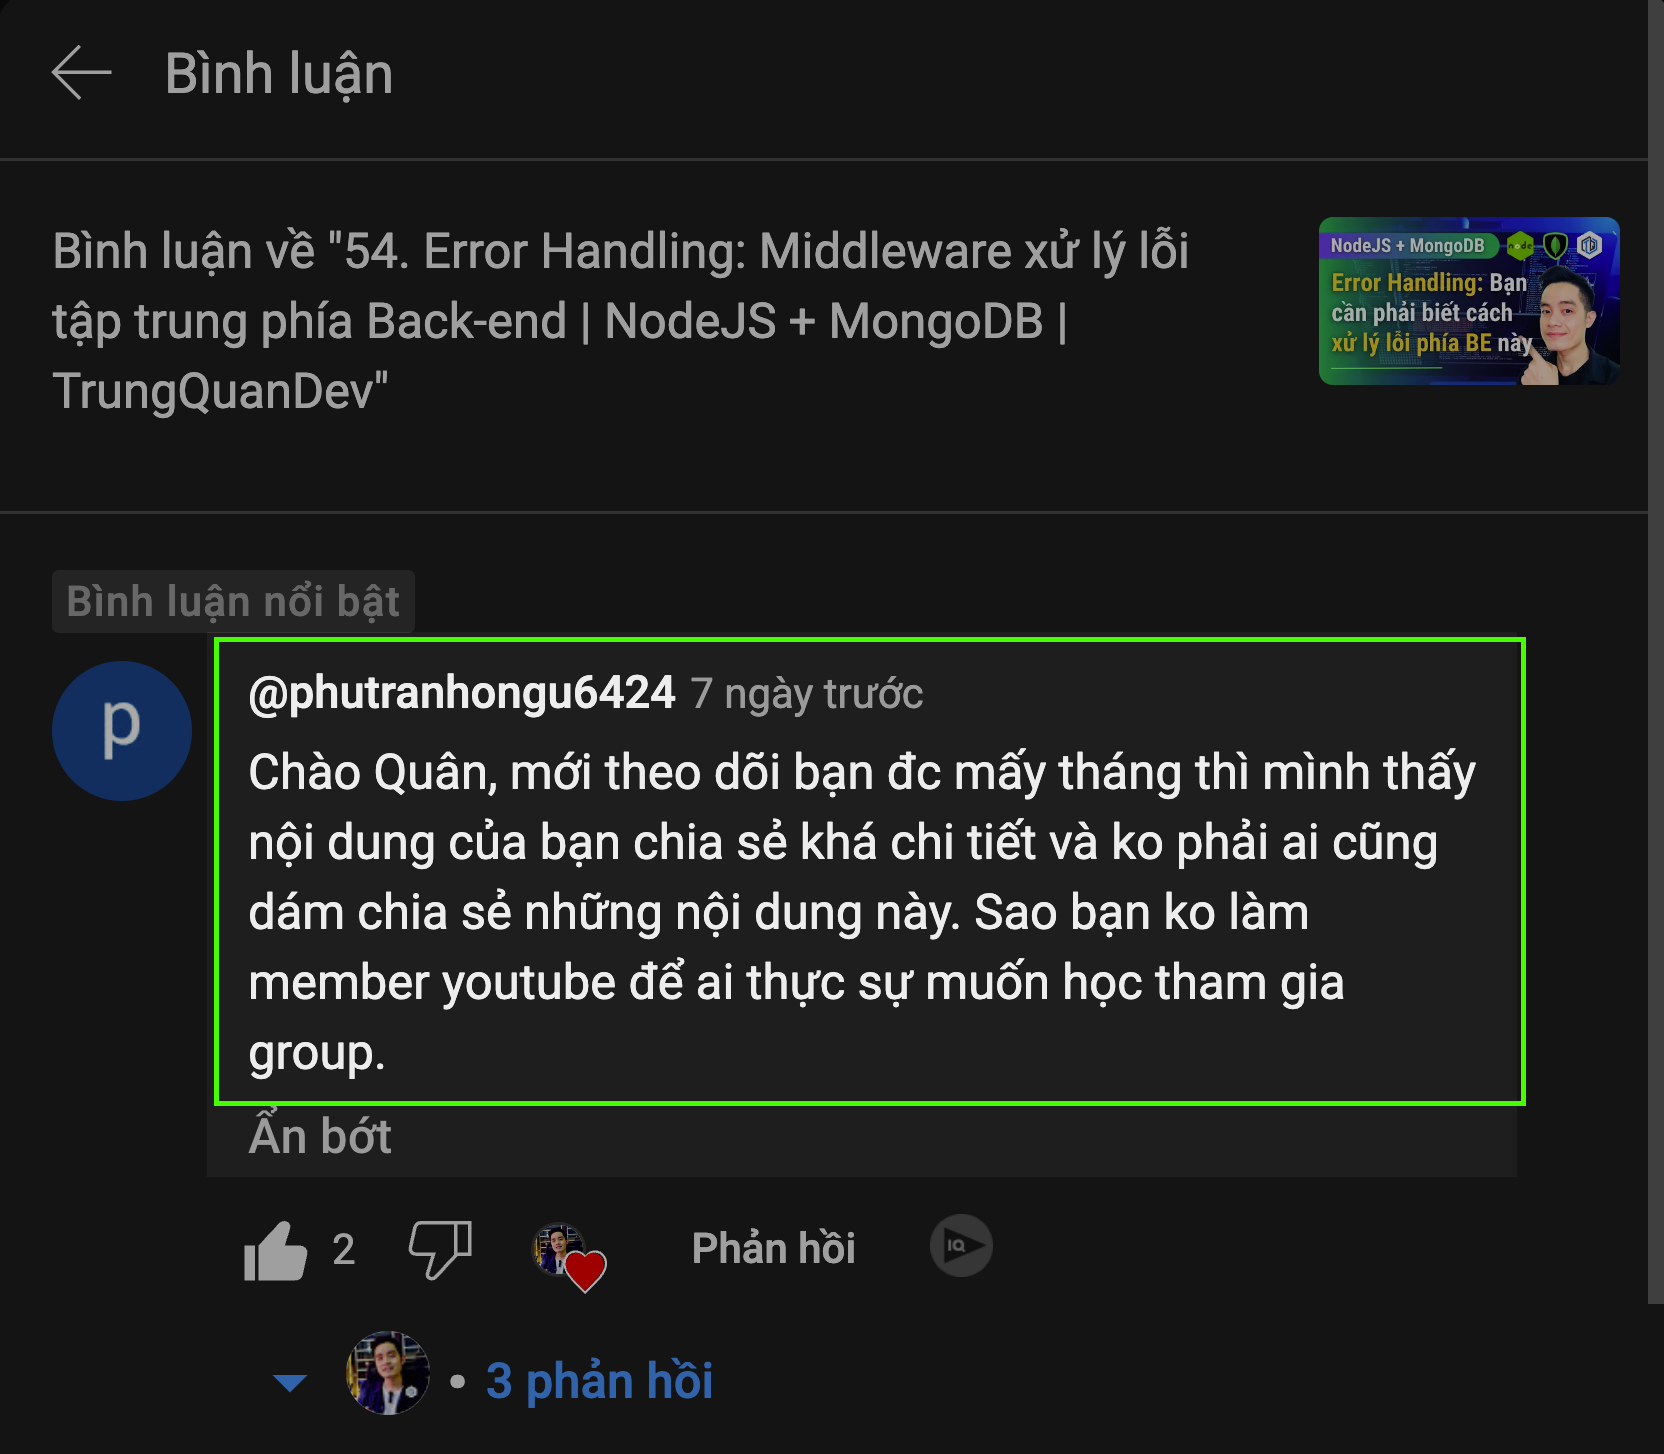 Bình luận
Bình luận về "54. Error Handling: Middleware xử lý lỗi
tập trung phía Back-end | NodeJS + MongoDB |
TrungQuanDev"
NodeJS + MongoDB
node
Error Handling: Bạn
cần phải biết cách
xử lý lỗi phía BE này
Bình luận nổi bật
p
@phutranhongu6424 7 ngày trước
Chào Quân, mới theo dõi bạn đc mấy tháng thì mình thấy
nội dung của bạn chia sẻ khá chi tiết và ko phải ai cũng
dám chia sẻ những nội dung này. Sao bạn ko làm
member youtube để ai thực sự muốn học tham gia
group.
Ẩn bớt
2
Phản hồi
IQ
• 3 phản hồi